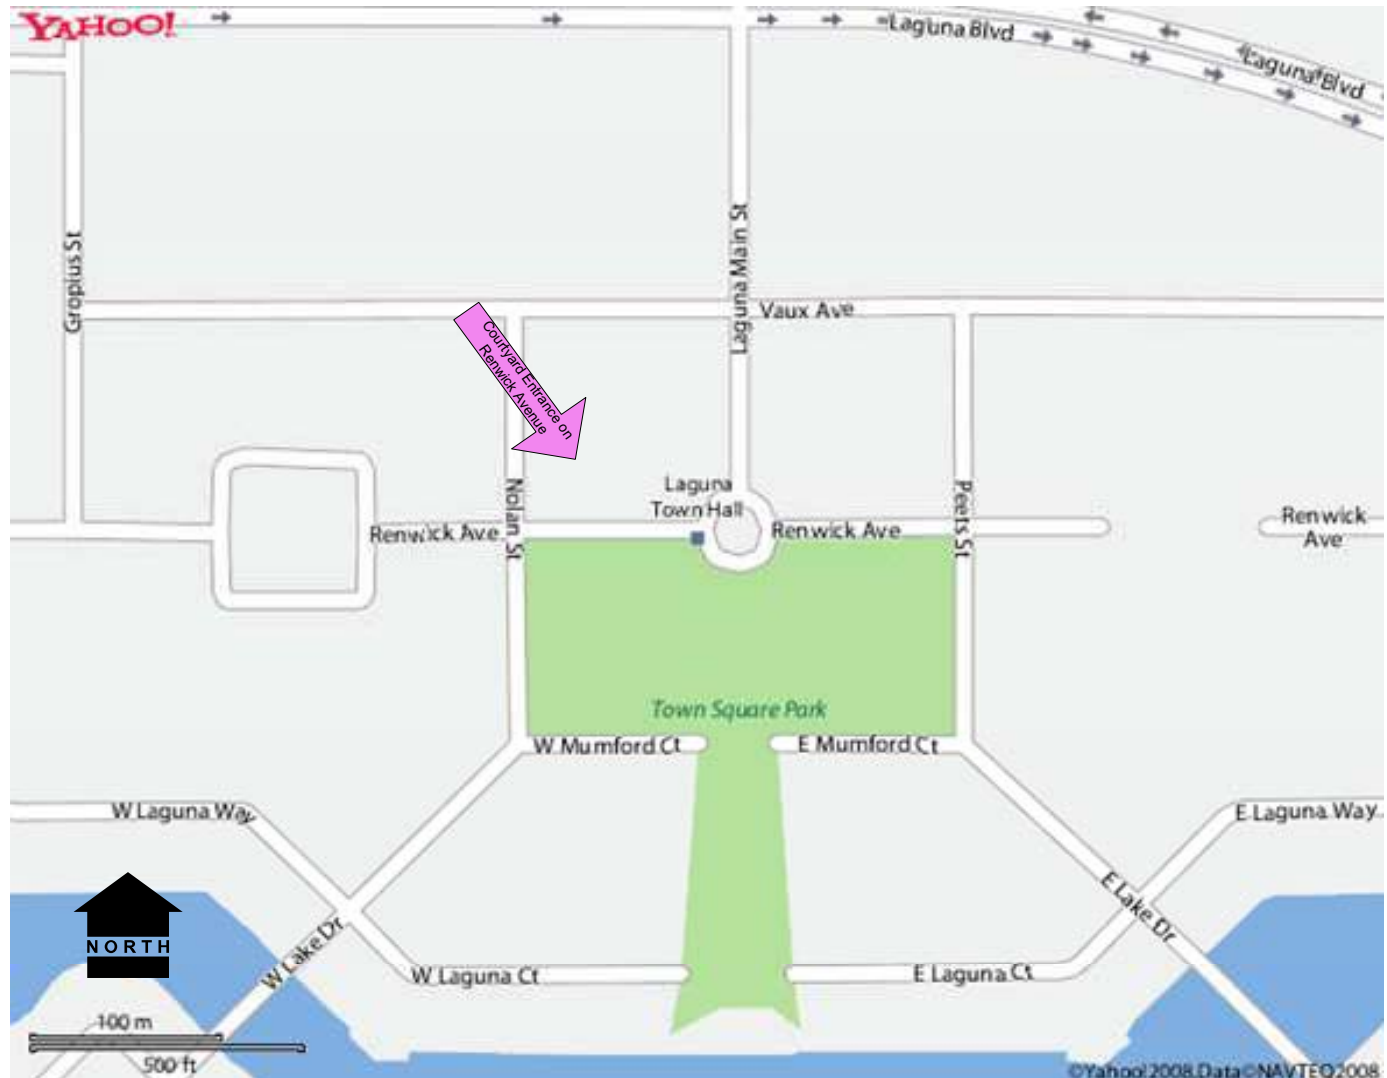 YAHOO!
Laguna Blvd
Laguna Blvd
Gropius St
Laguna Main St
Vaux Ave
Courtyard Entrance on
Renwick Avenue
Laguna
Town Hall
Nolan St
Peets St
Renwick Ave
Renwick Ave
Renwick
Ave
Town Square Park
W Mumford Ct
E Mumford Ct
W Laguna Way
E Laguna Way
E Lake Dr
W Lake Dr
NORTH
W Laguna Ct
E Laguna Ct
100 m
500 ft
©Yahoo! 2008, Data©NAVTEQ2008